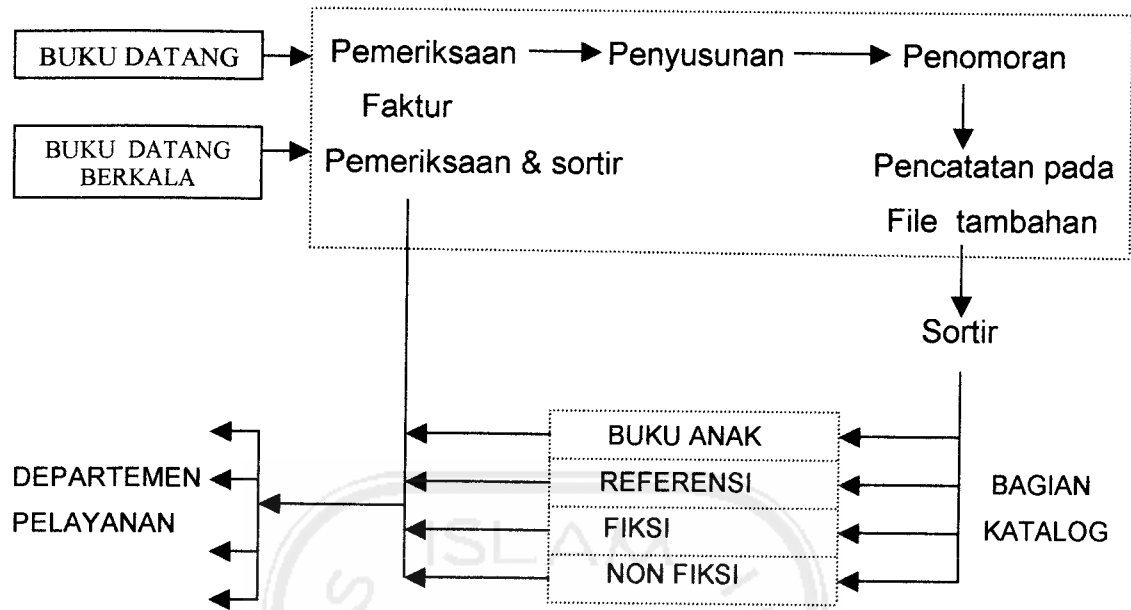 BUKU DATANG
Pemeriksaan
Penyusunan
Penomoran
Faktur
BUKU DATANG
BERKALA
Pemeriksaan & sortir
Pencatatan pada
File tambahan
Sortir
BUKU ANAK
REFERENSI
FIKSI
NON FIKSI
DEPARTEMEN
PELAYANAN
BAGIAN
KATALOG
S ISLAM